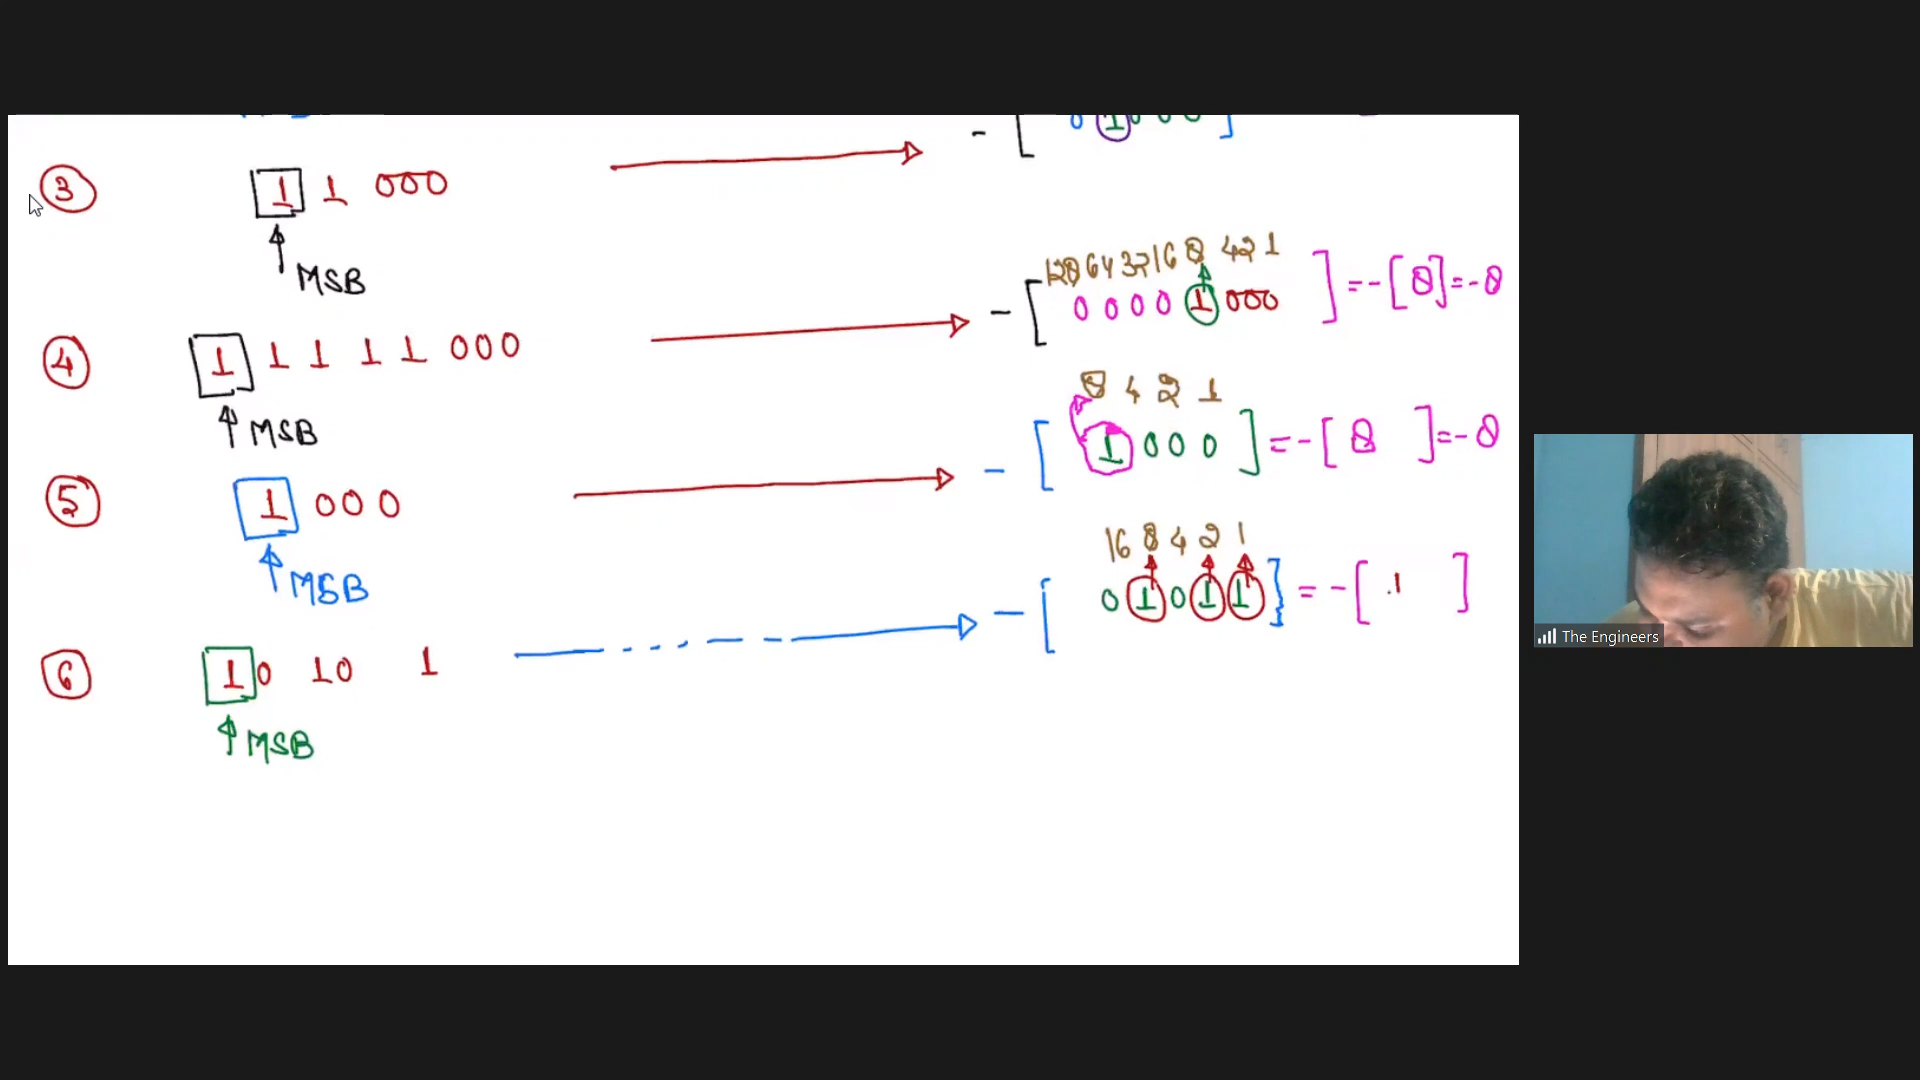 - [ 0 1 0 0 0 ]
③ 1 1 000
MSB
128 64 32 16 8 4 2 1
④ 1 1 1 1 1 000 - [ 0 0 0 0 1 000 ] = - [8] = - 8
MSB
8 4 2 1
⑤ 1 000 - [ 1 000 ] = - [ 8 ] = - 8
MSB
16 8 4 2 1
⑥ 10 10 1 - [ 0 1 0 1 1 ] = - [ .1 ]
MSB
The Engineers